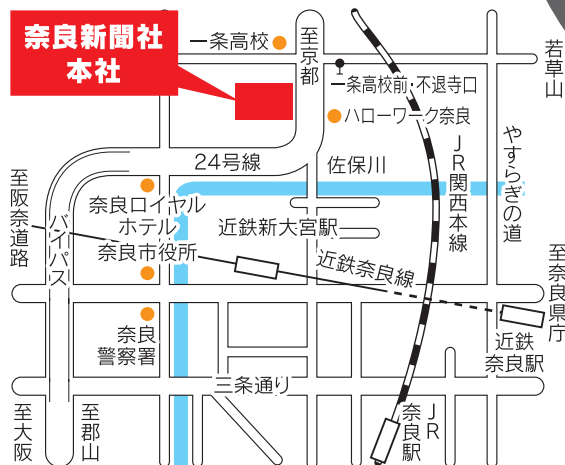 奈良新聞社
本社
一条高校
至京都
若草山
一条高校前・不退寺口
ハローワーク奈良
24号線
佐保川
JR関西本線
やすらぎの道
至阪奈道路
バイパス
奈良ロイヤル
ホテル
奈良市役所
近鉄新大宮駅
近鉄奈良線
至奈良県庁
奈良
警察署
近鉄
奈良駅
三条通り
至大阪
至郡山
JR
奈良駅